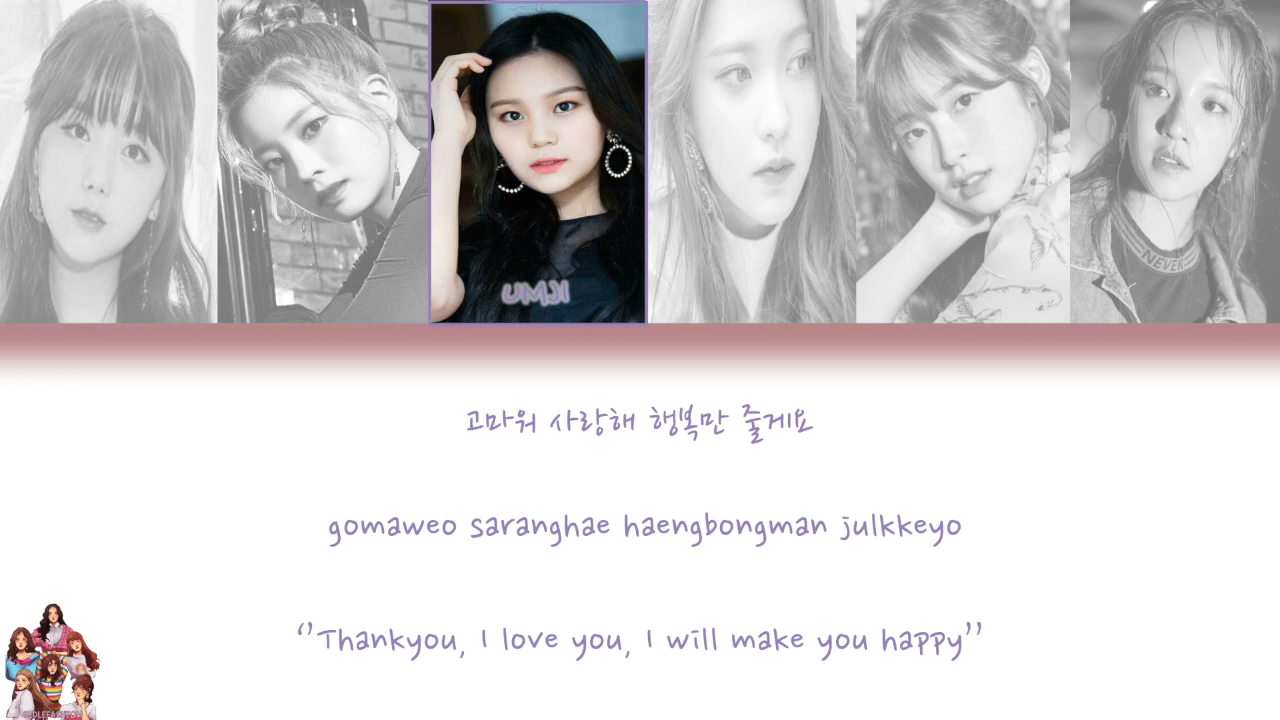 NEVER
UMJI
고마워 사랑해 행복만 줄게요
gomaweo saranghae haengbongman julkkeyo
‘’Thankyou, I love you, I will make you happy’’